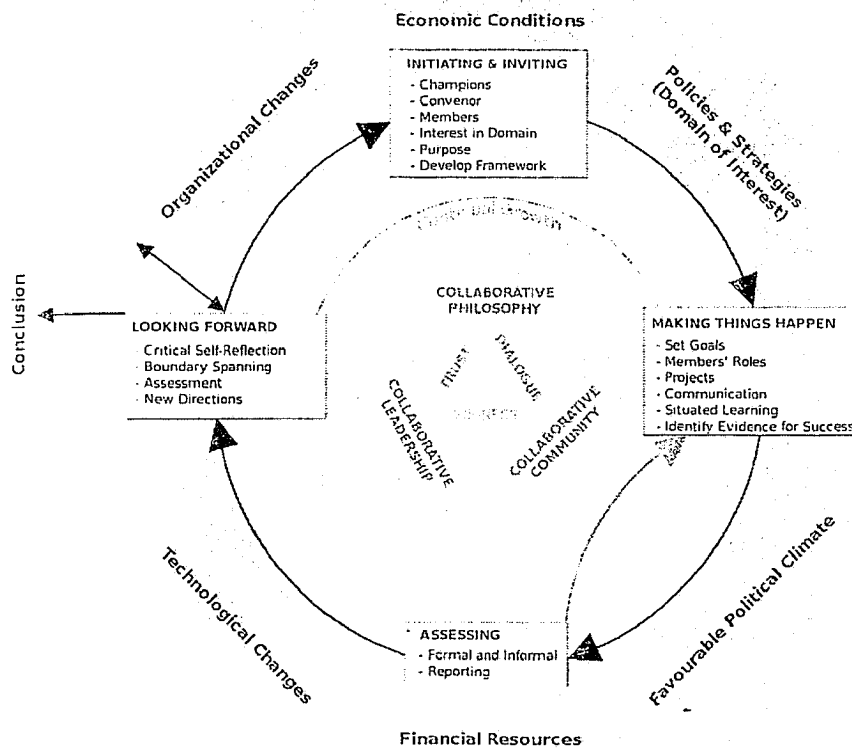 Economic Conditions
INITIATING & INVITING
- Champions
- Convenor
- Members
- Interest in Domain
- Purpose
- Develop Framework
Organizational Changes
Policies & Strategies
(Domain of Interest)
Growth
COLLABORATIVE
PHILOSOPHY
TRUST
DIALOGUE
COLLABORATIVE
LEADERSHIP
COLLABORATIVE
COMMUNITY
Conclusion
LOOKING FORWARD
- Critical Self-Reflection
- Boundary Spanning
- Assessment
- New Directions
MAKING THINGS HAPPEN
- Set Goals
- Members' Roles
- Projects
- Communication
- Situated Learning
- Identify Evidence for Success
Technological Changes
Favourable Political Climate
ASSESSING
- Formal and Informal
- Reporting
Financial Resources